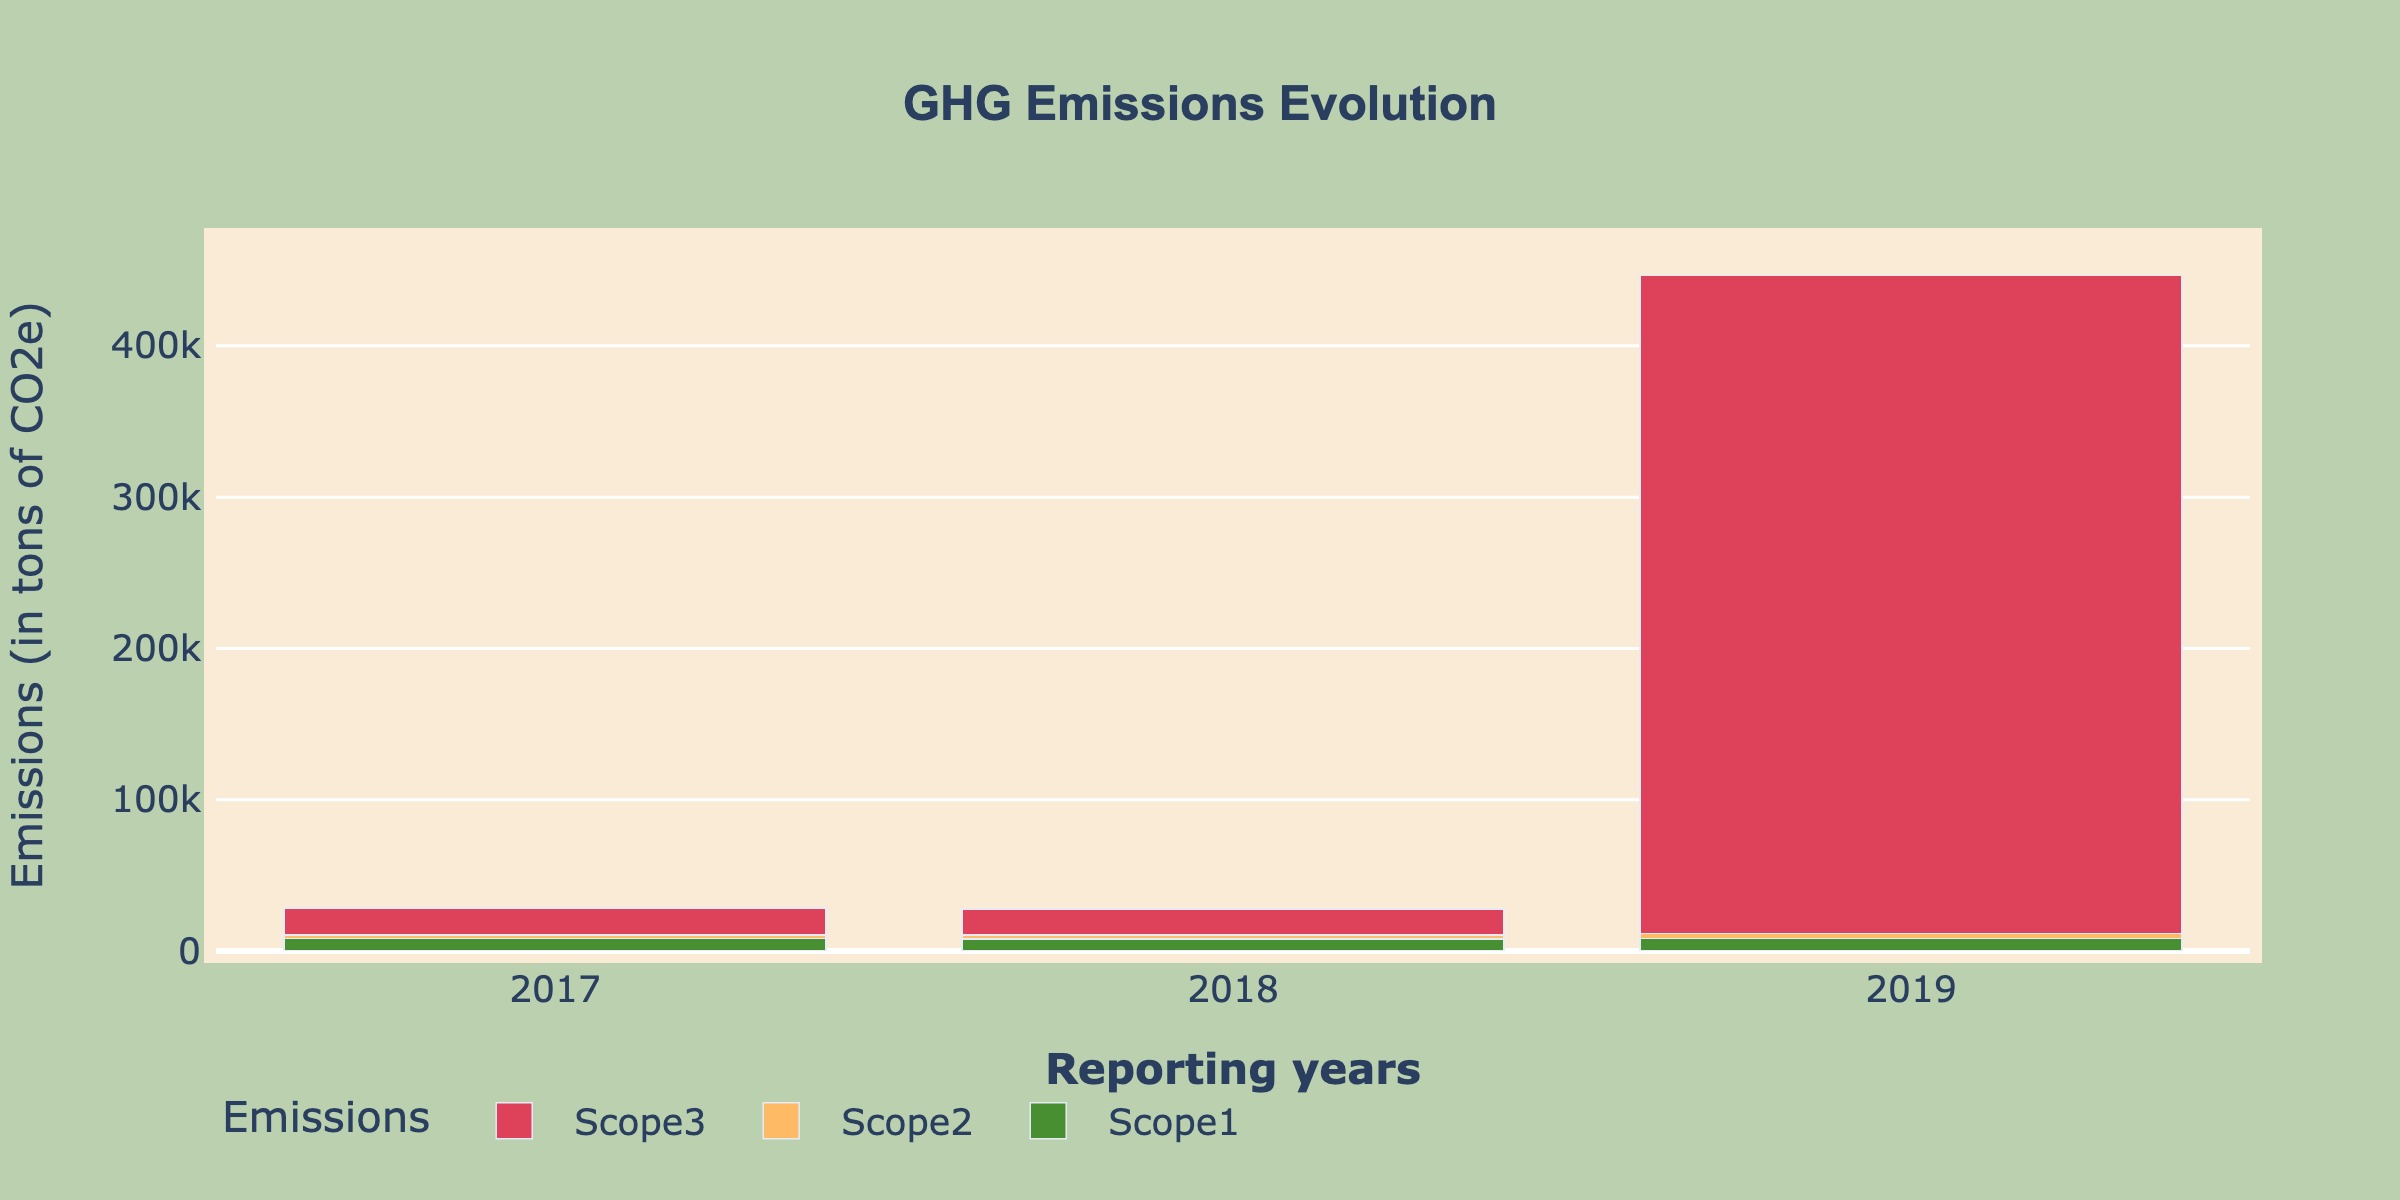 GHG Emissions Evolution
Emissions (in tons of CO2e)
400k
300k
200k
100k
0
2017 2018 2019
Reporting years
Emissions Scope3 Scope2 Scope1